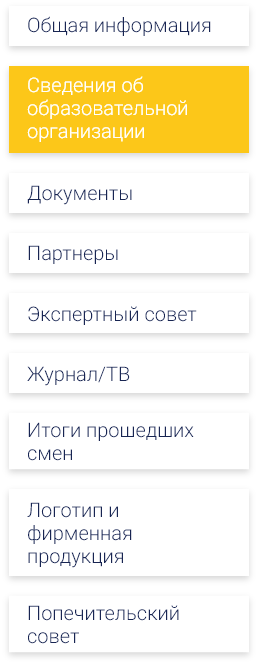 Общая информация
Сведения об
образовательной
организации
Документы
Партнеры
Экспертный совет
Журнал/ТВ
Итоги прошедших
смен
Логотип и
фирменная
продукция
Попечительский
совет